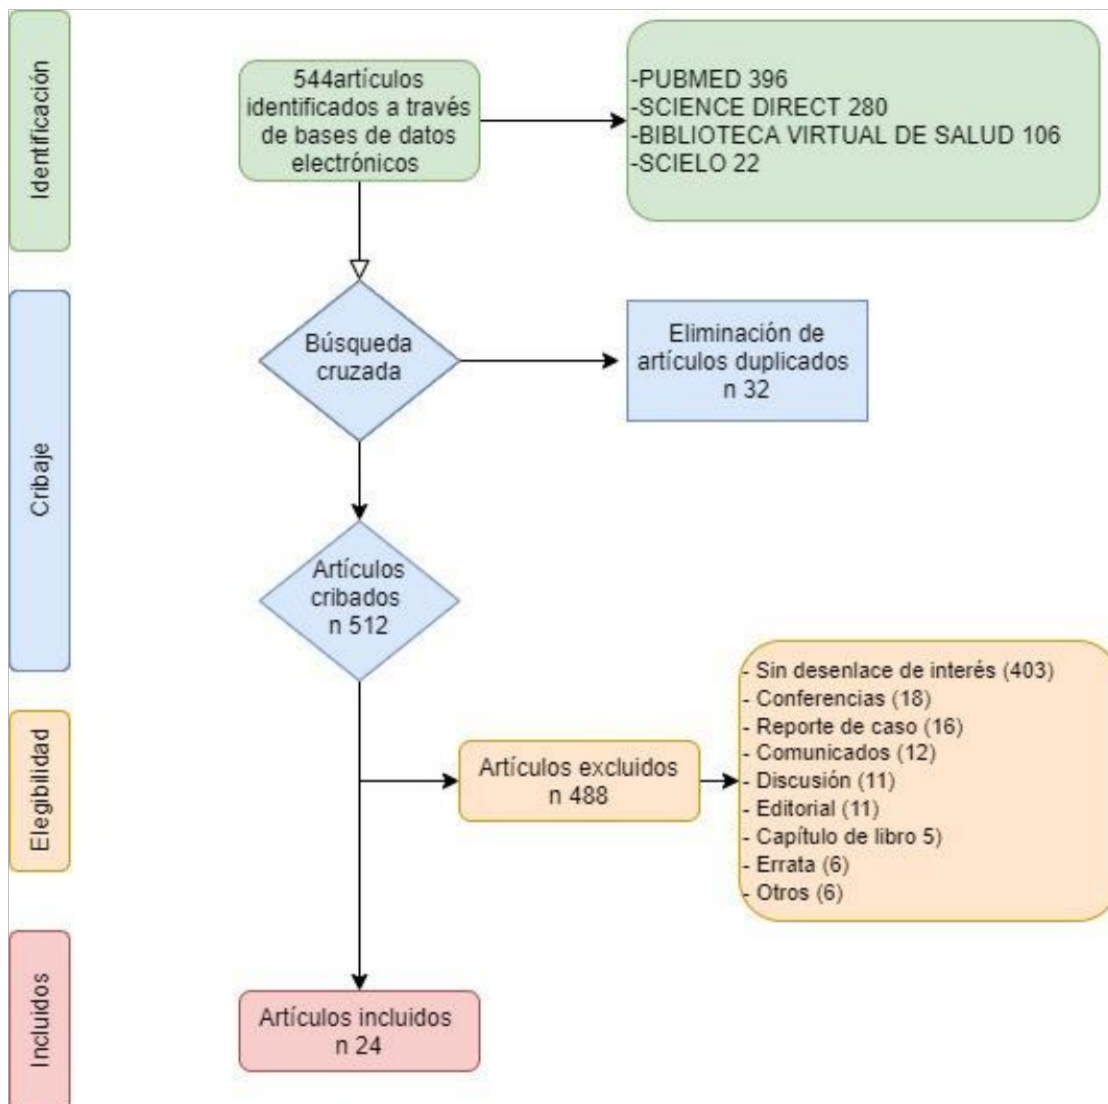 Identificación
544artículos
identificados a través
de bases de datos
electrónicos
-PUBMED 396
-SCIENCE DIRECT 280
-BIBLIOTECA VIRTUAL DE SALUD 106
-SCIELO 22
Cribaje
Búsqueda
cruzada
Eliminación de
artículos duplicados
n 32
Artículos
cribados
n 512
Elegibilidad
Artículos excluidos
n 488
- Sin desenlace de interés (403)
- Conferencias (18)
- Reporte de caso (16)
- Comunicados (12)
- Discusión (11)
- Editorial (11)
- Capítulo de libro 5)
- Errata (6)
- Otros (6)
Incluidos
Artículos incluidos
n 24